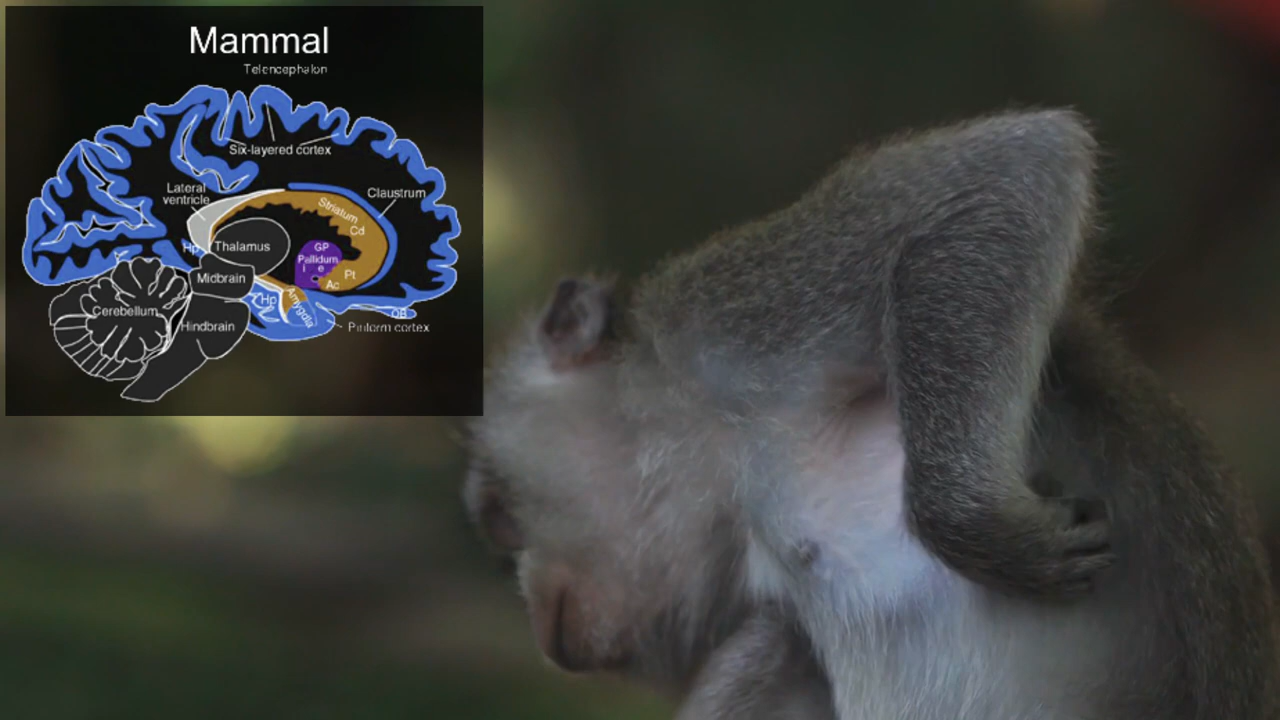 Mammal
Telencephalon
Six-layered cortex
Lateral
ventricle
Claustrum
Striatum
Cd
Hp
Thalamus
GP
Pallidum
i e
Pt
Ac
Midbrain
Hp
Amygdla
OB
Cerebellum
Hindbrain
Piriform cortex